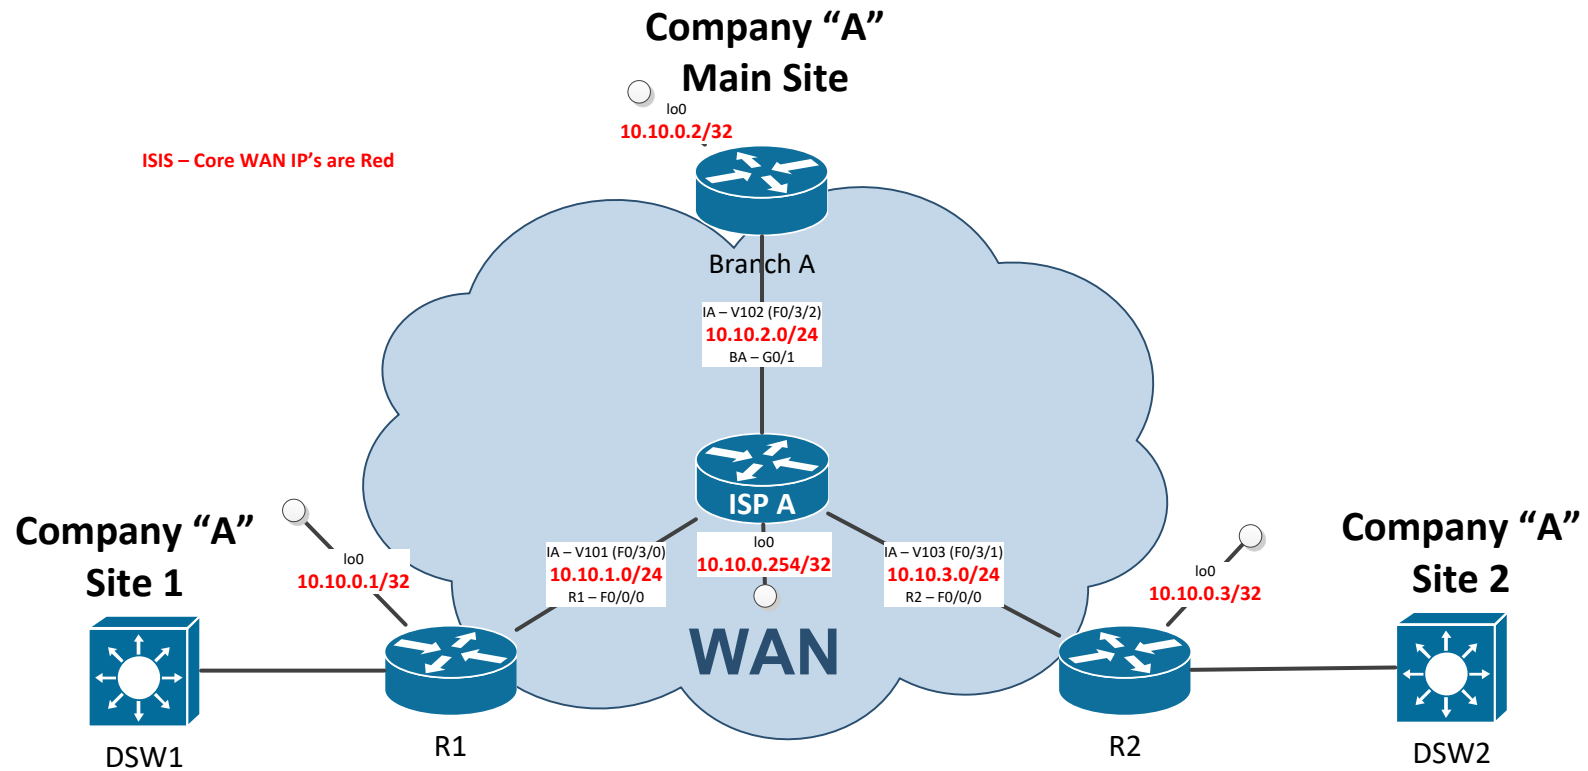 Company “A”
Main Site
lo0
10.10.0.2/32
ISIS – Core WAN IP’s are Red
Branch A
IA – V102 (F0/3/2)
10.10.2.0/24
BA – G0/1
ISP A
Company “A”
Site 1
lo0
10.10.0.1/32
IA – V101 (F0/3/0)
10.10.1.0/24
R1 – F0/0/0
lo0
10.10.0.254/32
IA – V103 (F0/3/1)
10.10.3.0/24
R2 – F0/0/0
lo0
10.10.0.3/32
Company “A”
Site 2
WAN
DSW1
R1
R2
DSW2